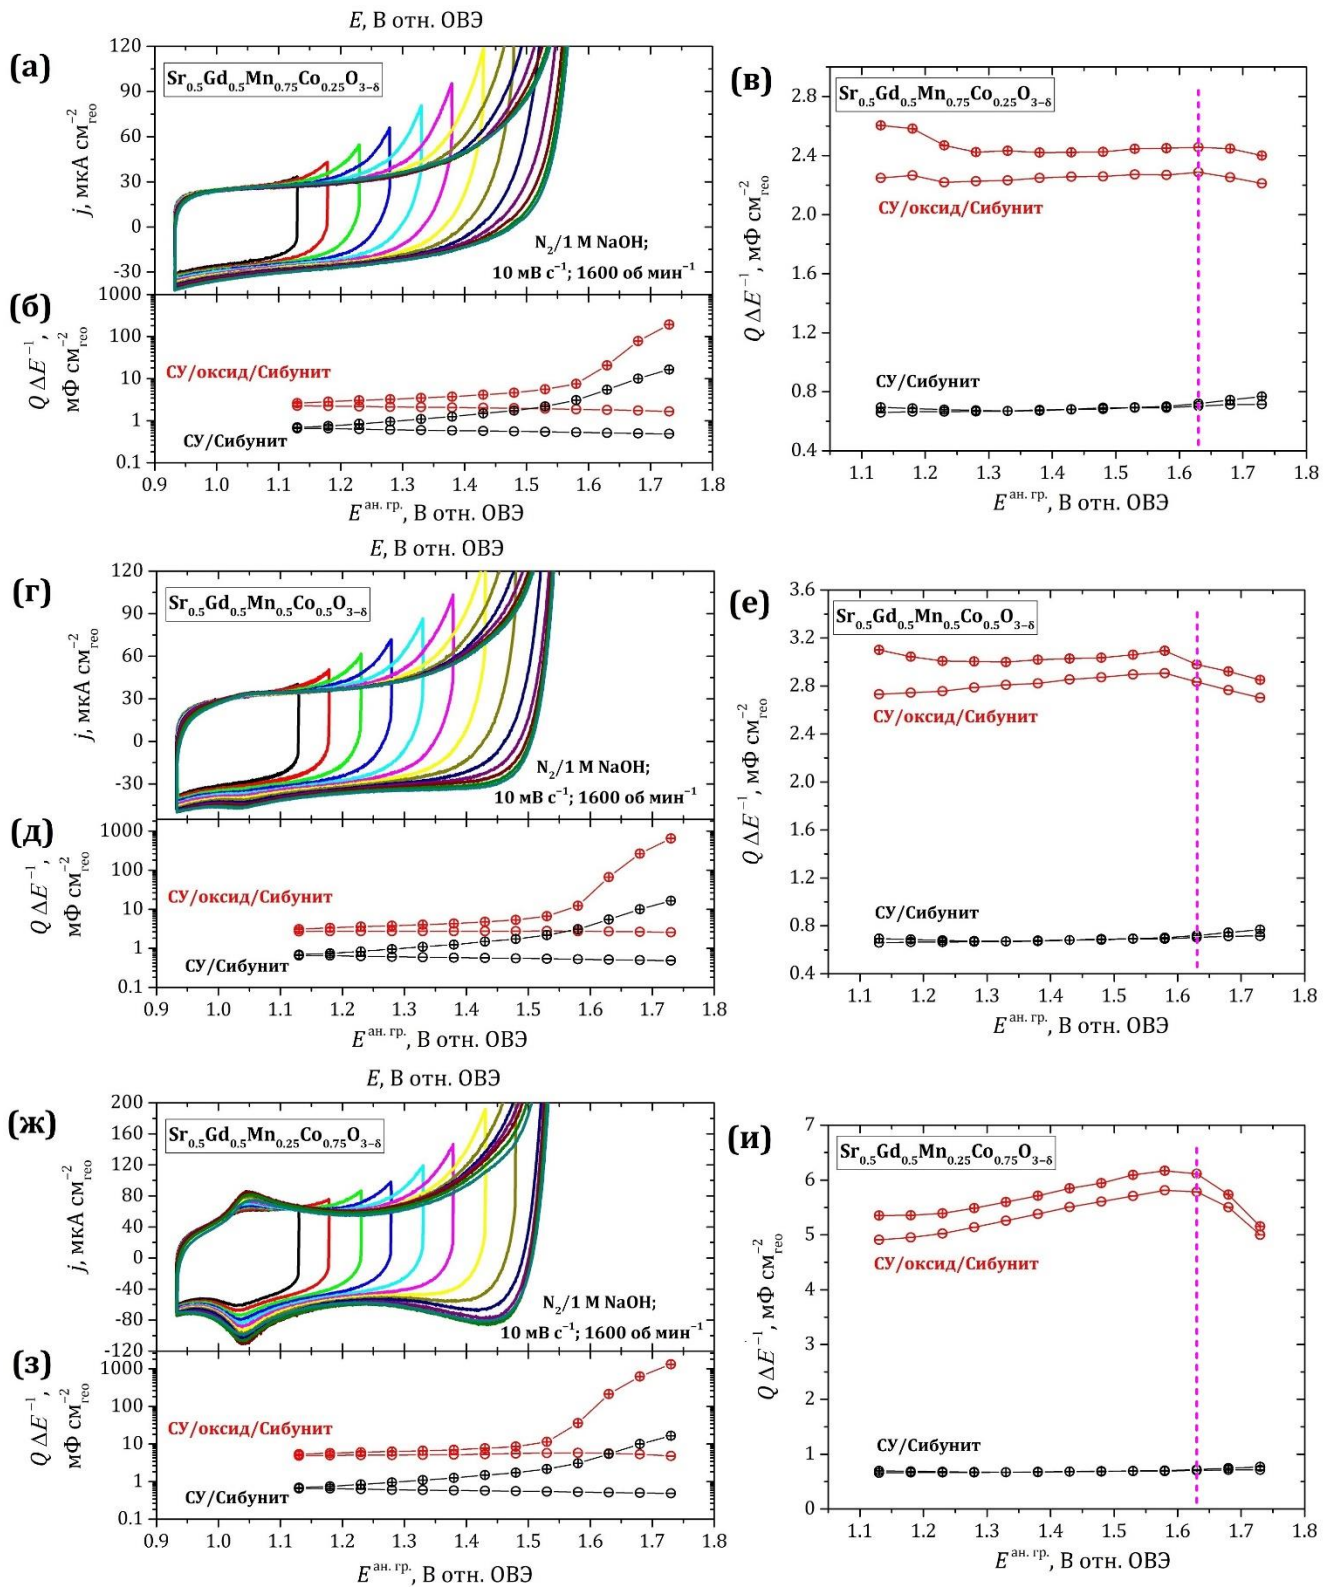 E, В отн. ОВЭ
(а)
120
90
60
30
0
-30
j, мкА см⁻²гео
Sr₀.₅Gd₀.₅Mn₀.₇₅Co₀.₂₅O₃₋δ
N₂/1 М NaOH;
10 мВ с⁻¹; 1600 об мин⁻¹
(б)
1000
100
10
1
0.1
Q ΔE⁻¹,
мФ см⁻²гео
СУ/оксид/Сибунит
СУ/Сибунит
0.9 1.0 1.1 1.2 1.3 1.4 1.5 1.6 1.7 1.8
Eᵃⁿ· ᵍʳ·, В отн. ОВЭ
(в)
2.8
2.4
2.0
1.6
1.2
0.8
0.4
Q ΔE⁻¹, мФ см⁻²гео
Sr₀.₅Gd₀.₅Mn₀.₇₅Co₀.₂₅O₃₋δ
СУ/оксид/Сибунит
СУ/Сибунит
1.1 1.2 1.3 1.4 1.5 1.6 1.7 1.8
E ан. гр., В отн. ОВЭ
E, В отн. ОВЭ
(г)
120
90
60
30
0
-30
j, мкА см⁻²гео
Sr₀.₅Gd₀.₅Mn₀.₅Co₀.₅O₃₋δ
N₂/1 М NaOH;
10 мВ с⁻¹; 1600 об мин⁻¹
(д)
1000
100
10
1
0.1
Q ΔE⁻¹,
мФ см⁻²гео
СУ/оксид/Сибунит
СУ/Сибунит
0.9 1.0 1.1 1.2 1.3 1.4 1.5 1.6 1.7 1.8
E ан. гр., В отн. ОВЭ
(е)
3.6
3.2
2.8
2.4
2.0
1.6
1.2
0.8
0.4
Q ΔE⁻¹, мФ см⁻²гео
Sr₀.₅Gd₀.₅Mn₀.₅Co₀.₅O₃₋δ
СУ/оксид/Сибунит
СУ/Сибунит
1.1 1.2 1.3 1.4 1.5 1.6 1.7 1.8
E ан. гр., В отн. ОВЭ
E, В отн. ОВЭ
(ж)
200
160
120
80
40
0
-40
-80
-120
j, мкА см⁻²гео
Sr₀.₅Gd₀.₅Mn₀.₂₅Co₀.₇₅O₃₋δ
N₂/1 М NaOH;
10 мВ с⁻¹; 1600 об мин⁻¹
(з)
1000
100
10
1
0.1
Q ΔE⁻¹,
мФ см⁻²гео
СУ/оксид/Сибунит
СУ/Сибунит
0.9 1.0 1.1 1.2 1.3 1.4 1.5 1.6 1.7 1.8
E ан. гр., В отн. ОВЭ
(и)
7
6
5
4
3
2
1
0
Q ΔE⁻¹, мФ см⁻²гео
Sr₀.₅Gd₀.₅Mn₀.₂₅Co₀.₇₅O₃₋δ
СУ/оксид/Сибунит
СУ/Сибунит
1.1 1.2 1.3 1.4 1.5 1.6 1.7 1.8
E ан. гр., В отн. ОВЭ